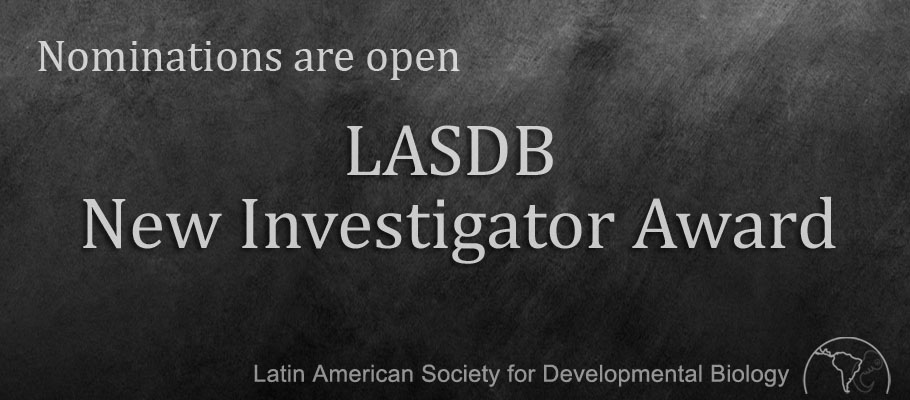 Nominations are open
LASDB
New Investigator Award
Latin American Society for Developmental Biology